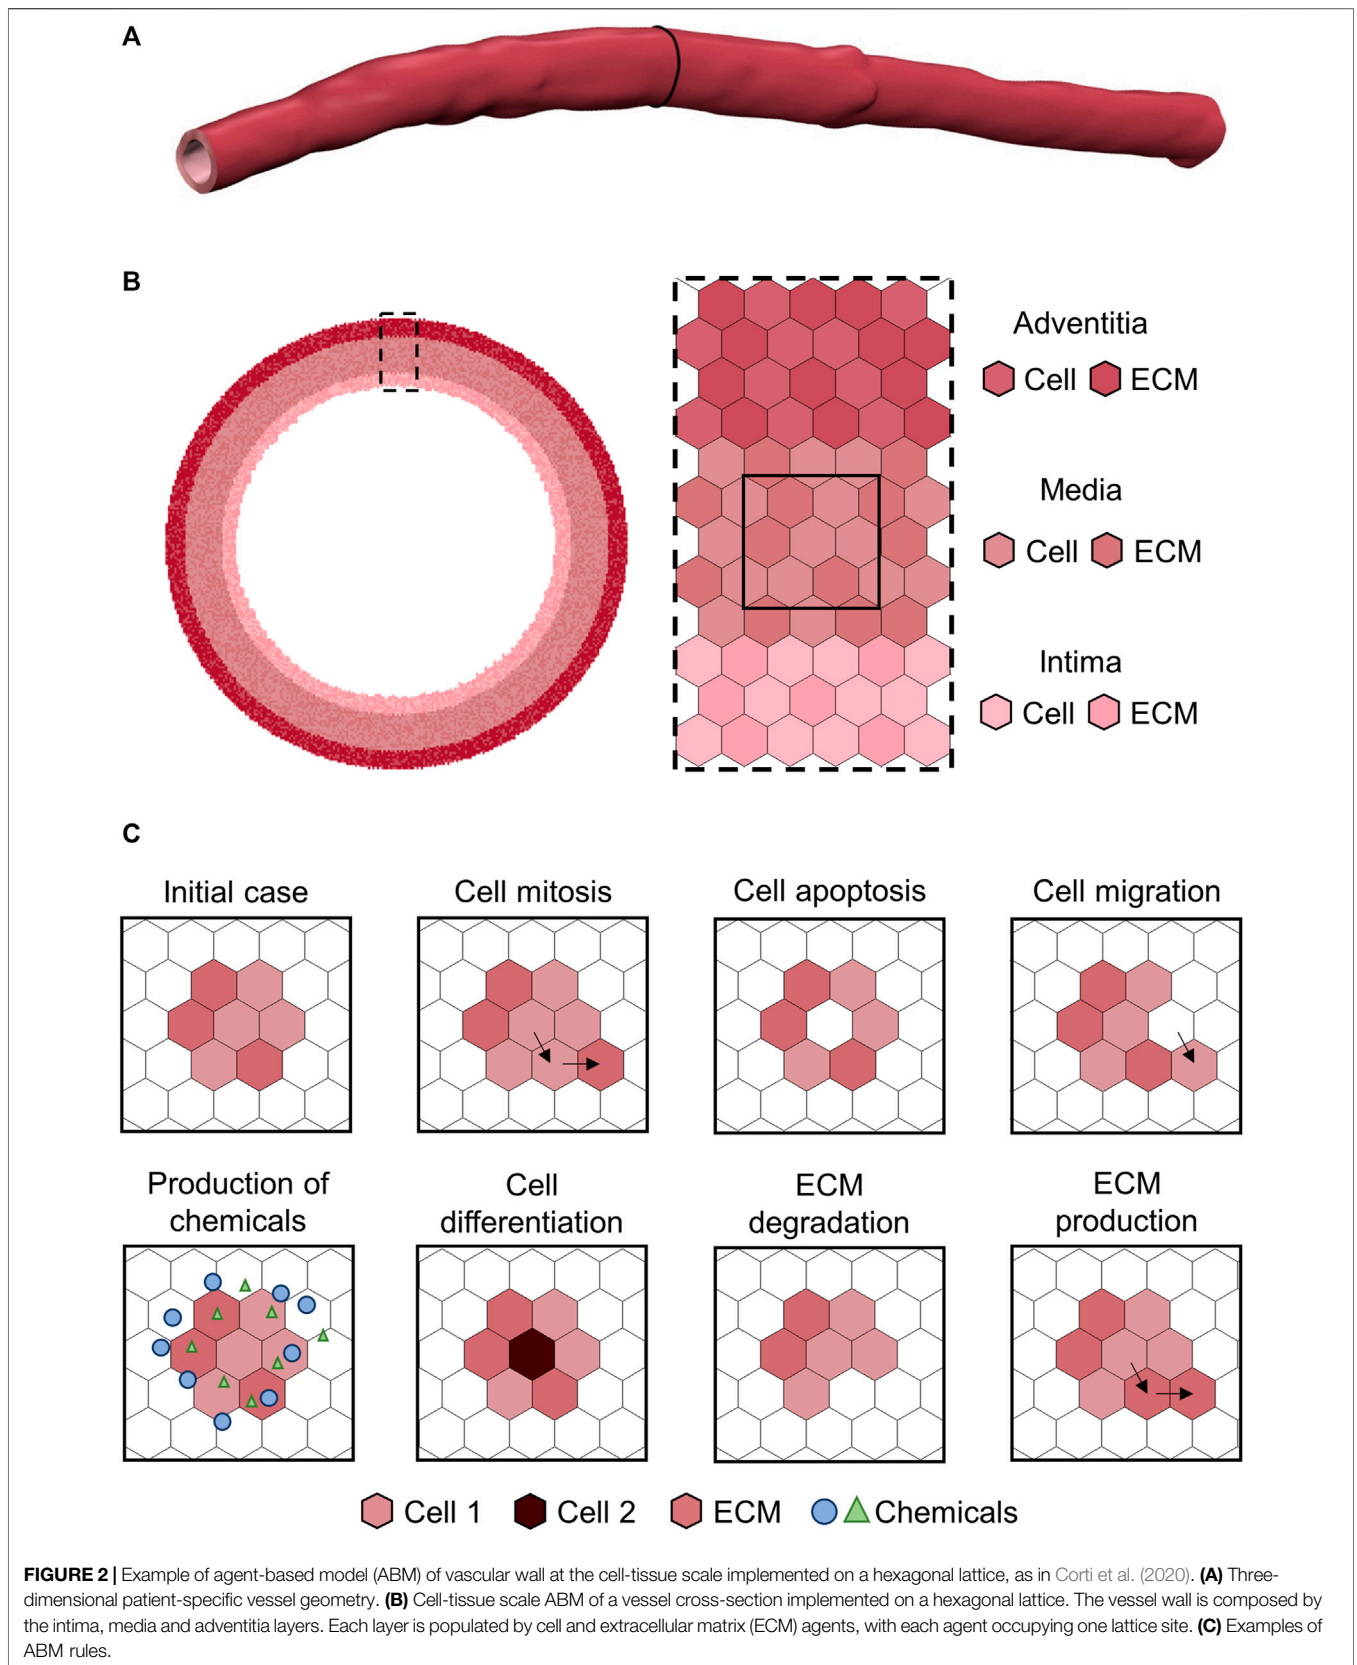 A
B
Adventitia
Cell ECM
Media
Cell ECM
Intima
Cell ECM
C
Initial case Cell mitosis Cell apoptosis Cell migration
Production of Cell ECM ECM
chemicals differentiation degradation production
Cell 1 Cell 2 ECM Chemicals
FIGURE 2 | Example of agent-based model (ABM) of vascular wall at the cell-tissue scale implemented on a hexagonal lattice, as in Corti et al. (2020). (A) Three-
dimensional patient-specific vessel geometry. (B) Cell-tissue scale ABM of a vessel cross-section implemented on a hexagonal lattice. The vessel wall is composed by
the intima, media and adventitia layers. Each layer is populated by cell and extracellular matrix (ECM) agents, with each agent occupying one lattice site. (C) Examples of
ABM rules.